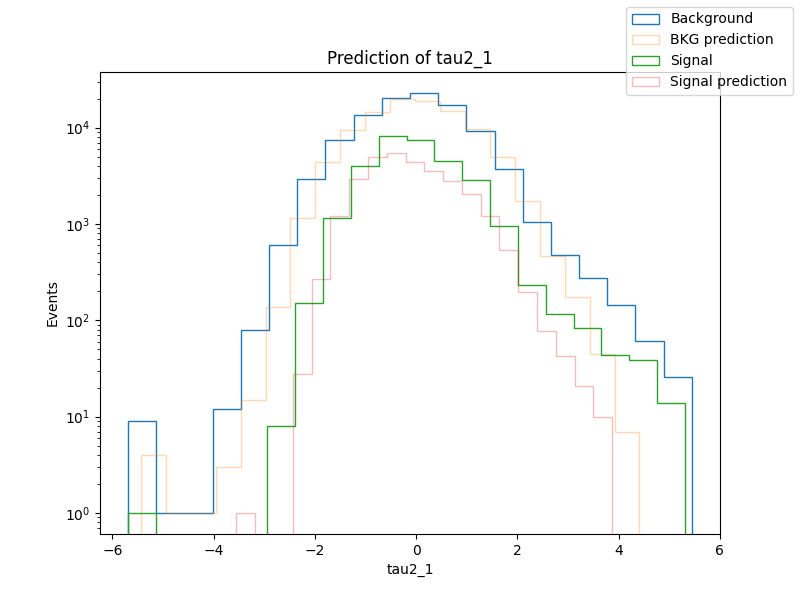 Prediction of tau2_1
Background
BKG prediction
Signal
Signal prediction
Events
10^4
10^3
10^2
10^1
10^0
−6 −4 −2 0 2 4 6
tau2_1